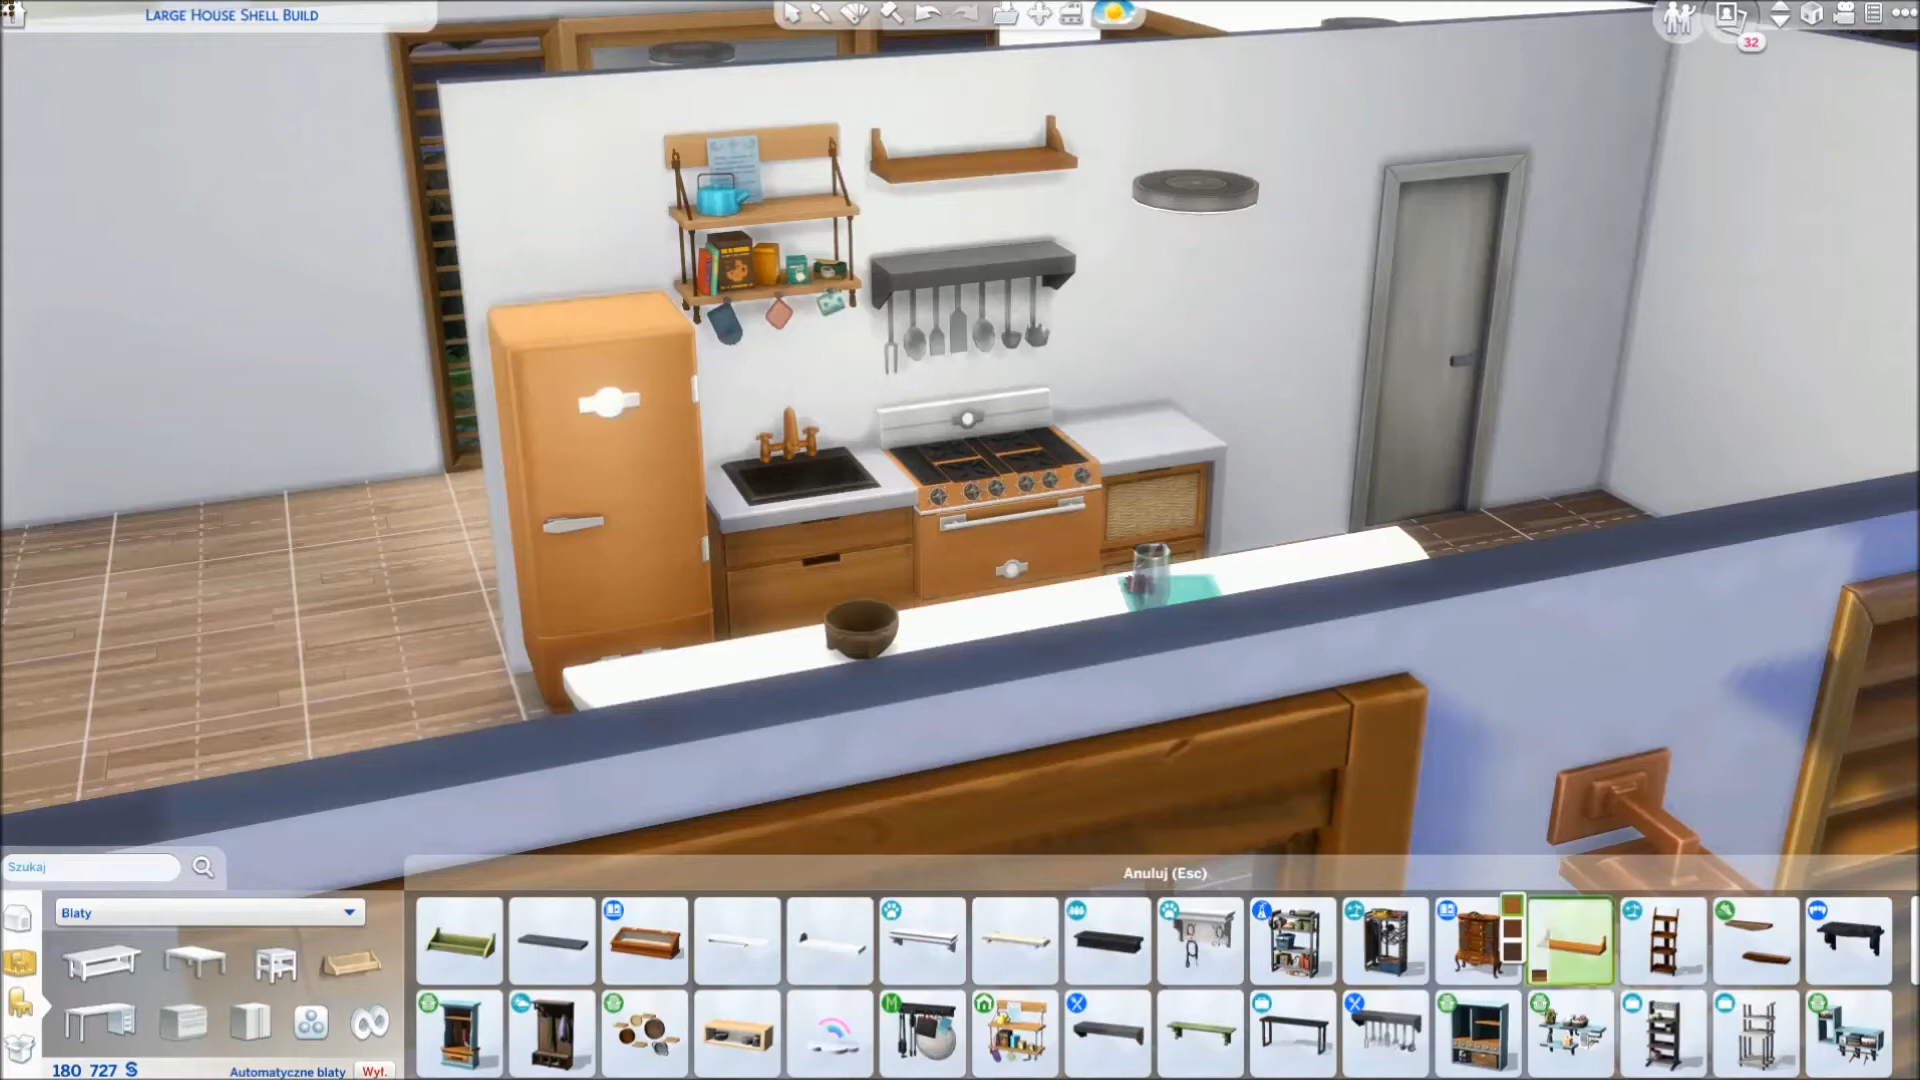 LARGE HOUSE SHELL BUILD
32
Anuluj (Esc)
Szukaj
Blaty
180 727 $
Automatyczne blaty
Wył.